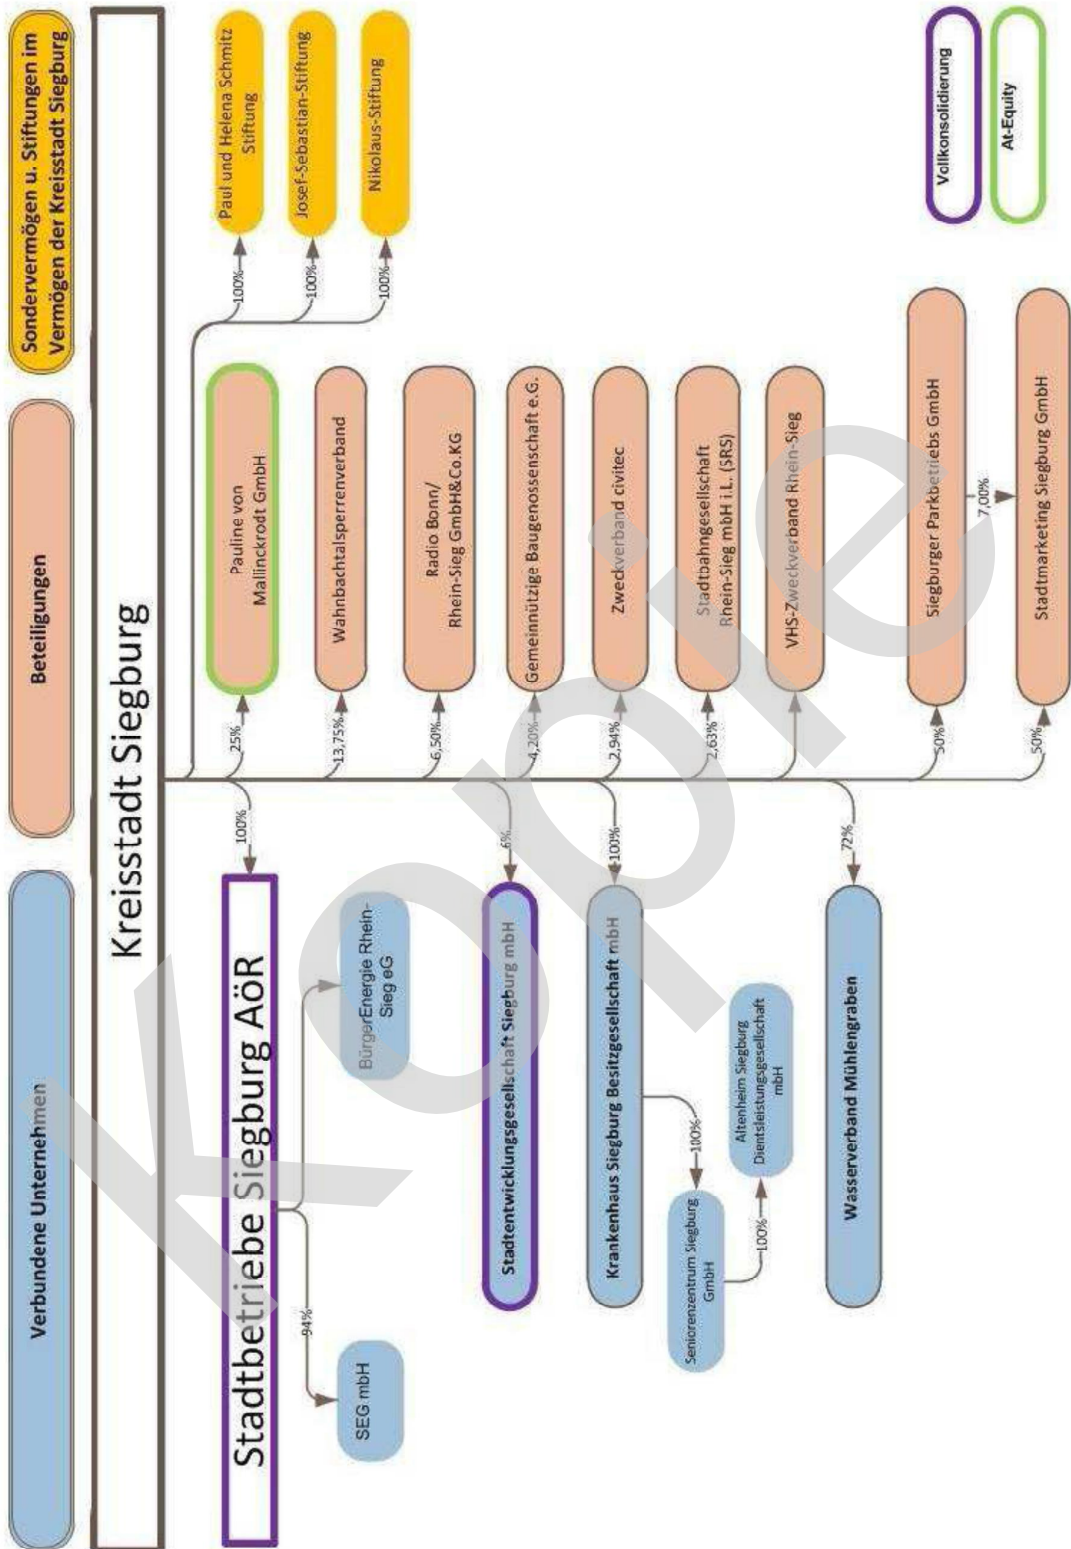 Verbundene Unternehmen
Beteiligungen
Sondervermögen u. Stiftungen im
Vermögen der Kreisstadt Siegburg
Kreisstadt Siegburg
100%
Stadtbetriebe Siegburg AöR
94%
SEG mbH
BürgerEnergie Rhein-
Sieg eG
6%
Stadtentwicklungsgesellschaft Siegburg mbH
100%
Krankenhaus Siegburg Besitzgesellschaft mbH
100%
Seniorenzentrum Siegburg
GmbH
100%
Altenheim Siegburg
Dientsleistungsgesellschaft
mbH
72%
Wasserverband Mühlengraben
25%
Pauline von
Mallinckrodt GmbH
13,75%
Wahnbachtalsperrenverband
6,50%
Radio Bonn/
Rhein-Sieg GmbH&Co.KG
4,20%
Gemeinnützige Baugenossenschaft e.G.
2,94%
Zweckverband civitec
2,63%
Stadtbahngesellschaft
Rhein-Sieg mbH i.L. (SRS)
VHS-Zweckverband Rhein-Sieg
50%
Siegburger Parkbetriebs GmbH
7,00%
50%
Stadtmarketing Siegburg GmbH
100%
Paul und Helena Schmitz
Stiftung
100%
Josef-Sebastian-Stiftung
100%
Nikolaus-Stiftung
Vollkonsolidierung
At-Equity
Kopie